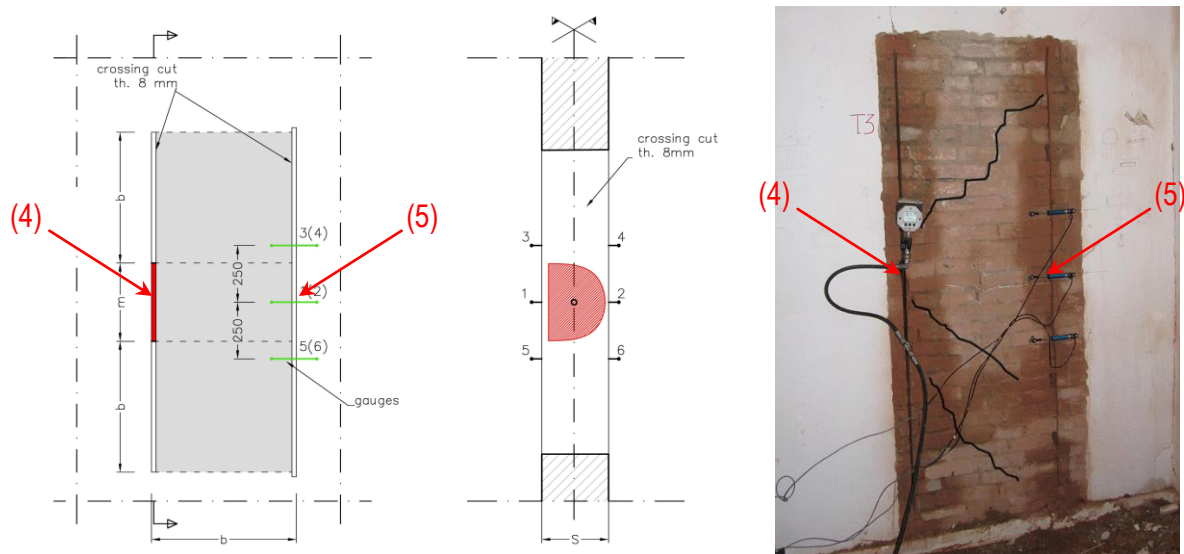 crossing cut
th. 8 mm
(4)
(5)
3(4)
250
(2)
250
5(6)
gauges
b
m
b
b
crossing cut
th. 8mm
3
4
1
2
5
6
S
T3
(4)
(5)